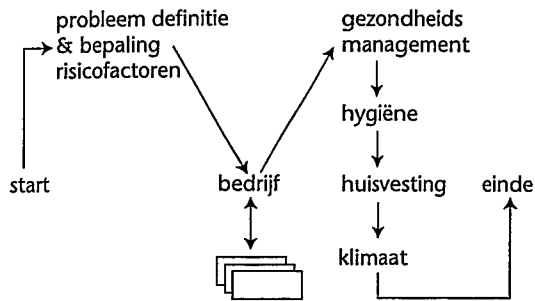 probleem definitie
& bepaling
risicofactoren
gezondheids
management
hygiëne
start
bedrijf
huisvesting
einde
klimaat